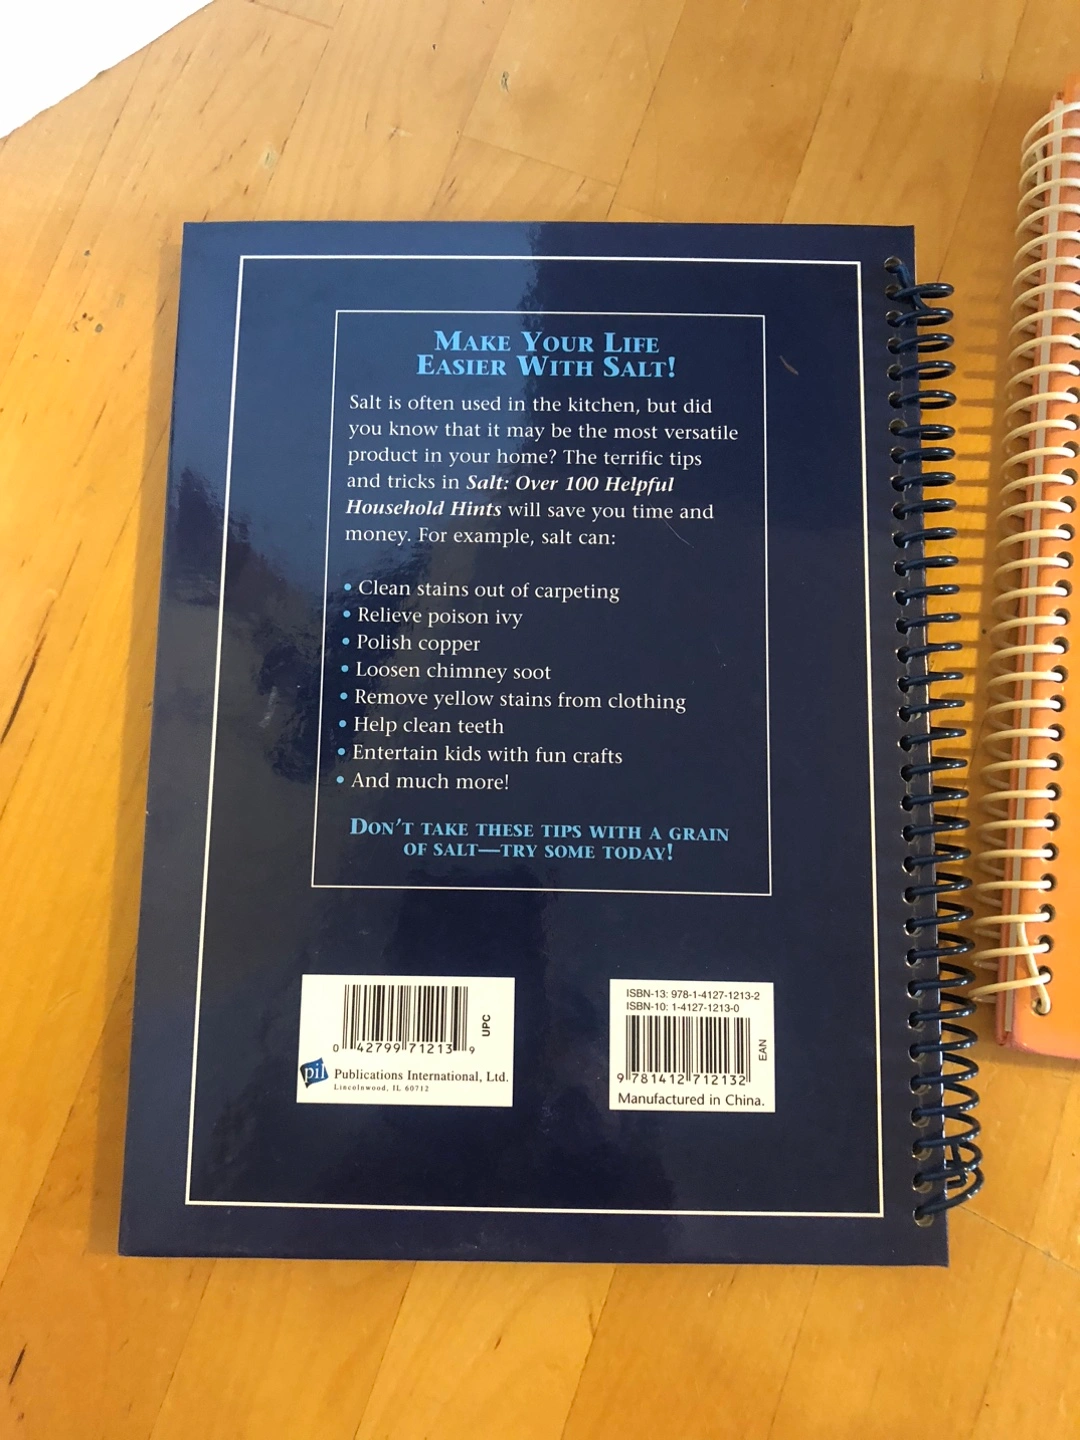 Make Your Life
Easier With Salt!
Salt is often used in the kitchen, but did
you know that it may be the most versatile
product in your home? The terrific tips
and tricks in Salt: Over 100 Helpful
Household Hints will save you time and
money. For example, salt can:
• Clean stains out of carpeting
• Relieve poison ivy
• Polish copper
• Loosen chimney soot
• Remove yellow stains from clothing
• Help clean teeth
• Entertain kids with fun crafts
• And much more!
Don't take these tips with a grain
of salt—try some today!
0 42799 71213 9
UPC
pil Publications International, Ltd.
Lincolnwood, IL 60712
ISBN-13: 978-1-4127-1213-2
ISBN-10: 1-4127-1213-0
9 781412 712132
EAN
Manufactured in China.